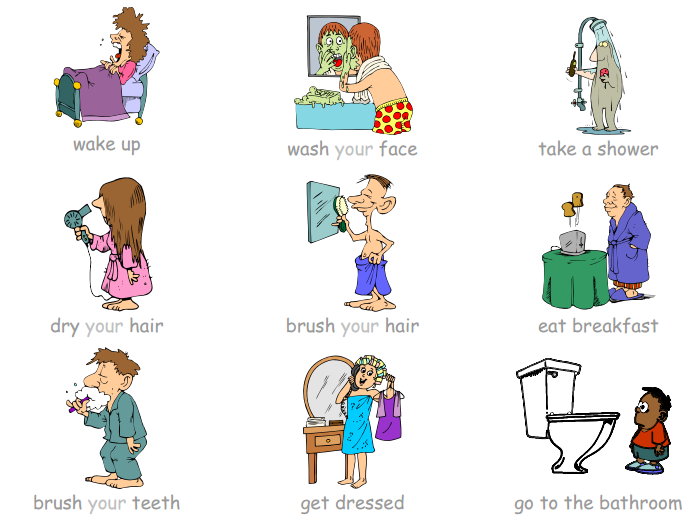 wake up
wash your face
take a shower
dry your hair
brush your hair
eat breakfast
brush your teeth
get dressed
go to the bathroom